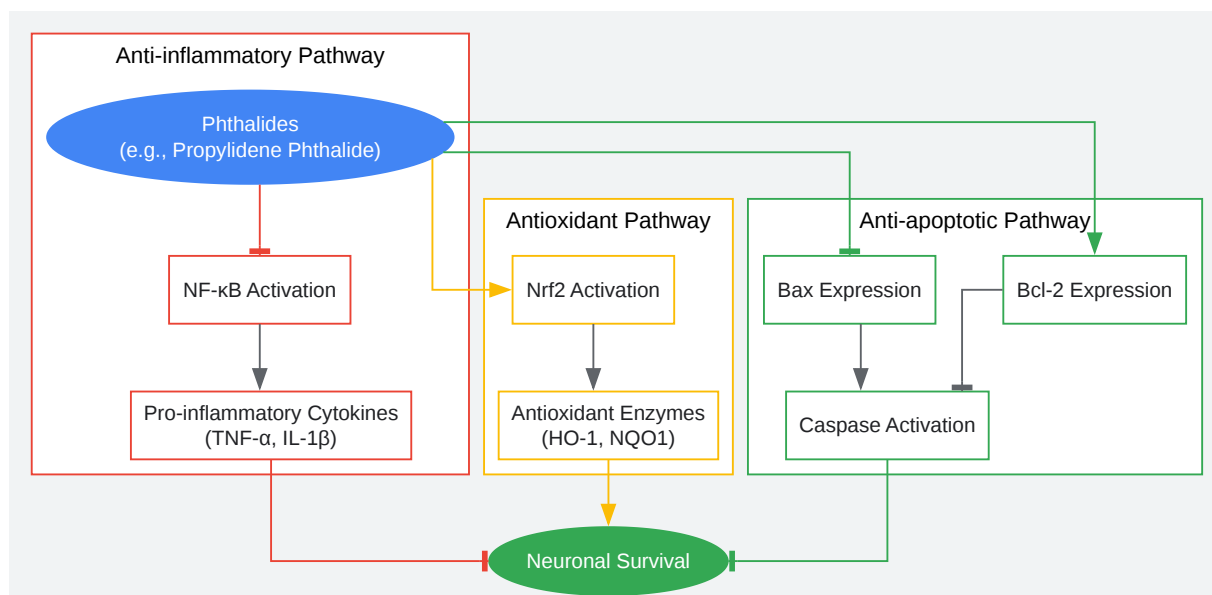 Anti-inflammatory Pathway
Phthalides
(e.g., Propylidene Phthalide)
Antioxidant Pathway
Anti-apoptotic Pathway
NF-κB Activation
Nrf2 Activation
Bax Expression
Bcl-2 Expression
Pro-inflammatory Cytokines
(TNF-α, IL-1β)
Antioxidant Enzymes
(HO-1, NQO1)
Caspase Activation
Neuronal Survival